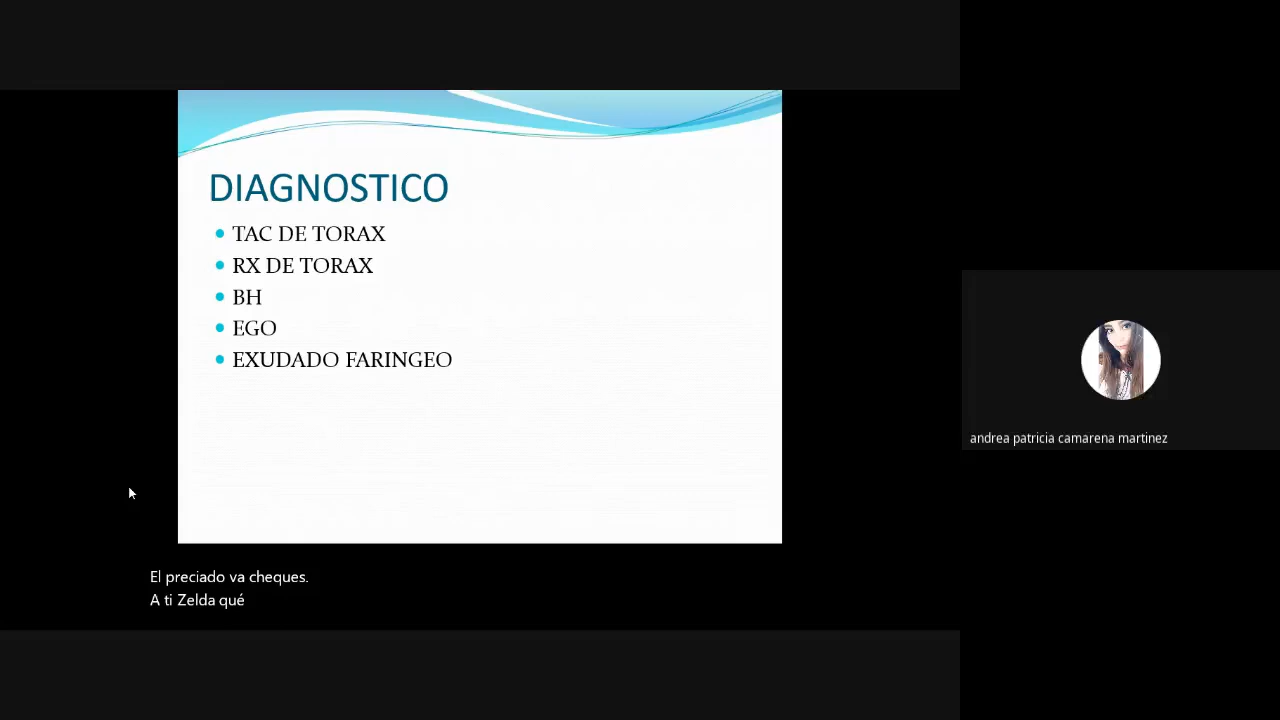 DIAGNOSTICO
TAC DE TORAX
RX DE TORAX
BH
EGO
EXUDADO FARINGEO
andrea patricia camarena martinez
El preciado va cheques.
A ti Zelda qué